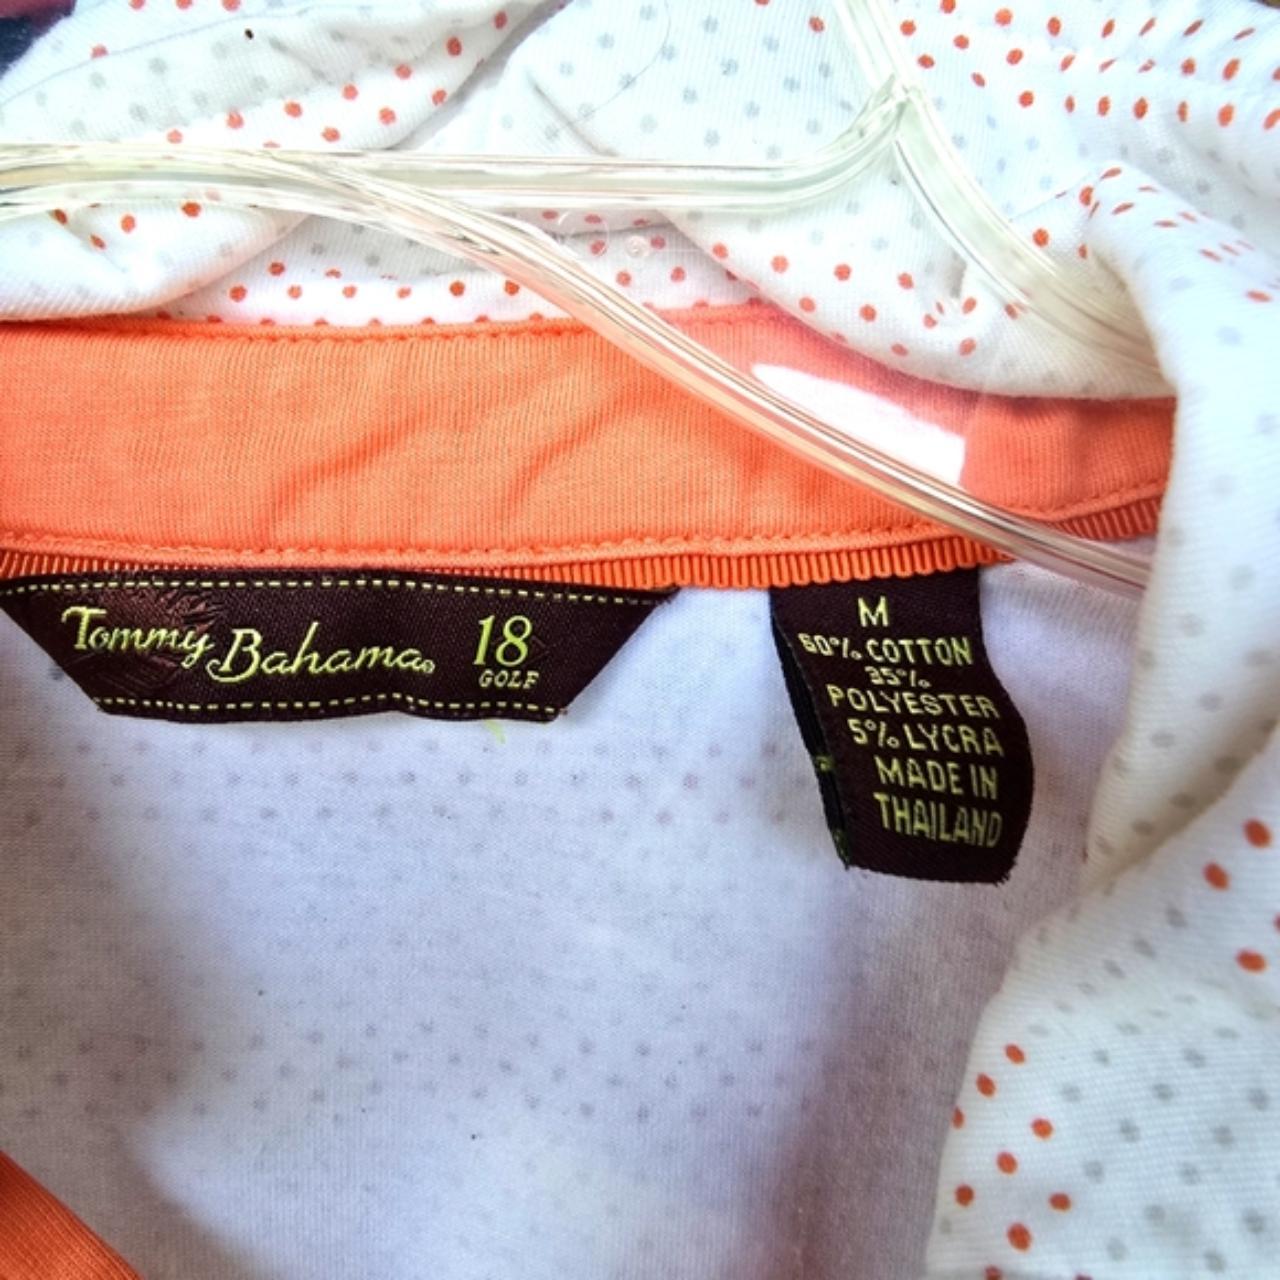 Tommy Bahama® 18
GOLF
M
60% COTTON
35%
POLYESTER
5% LYCRA
MADE IN
THAILAND